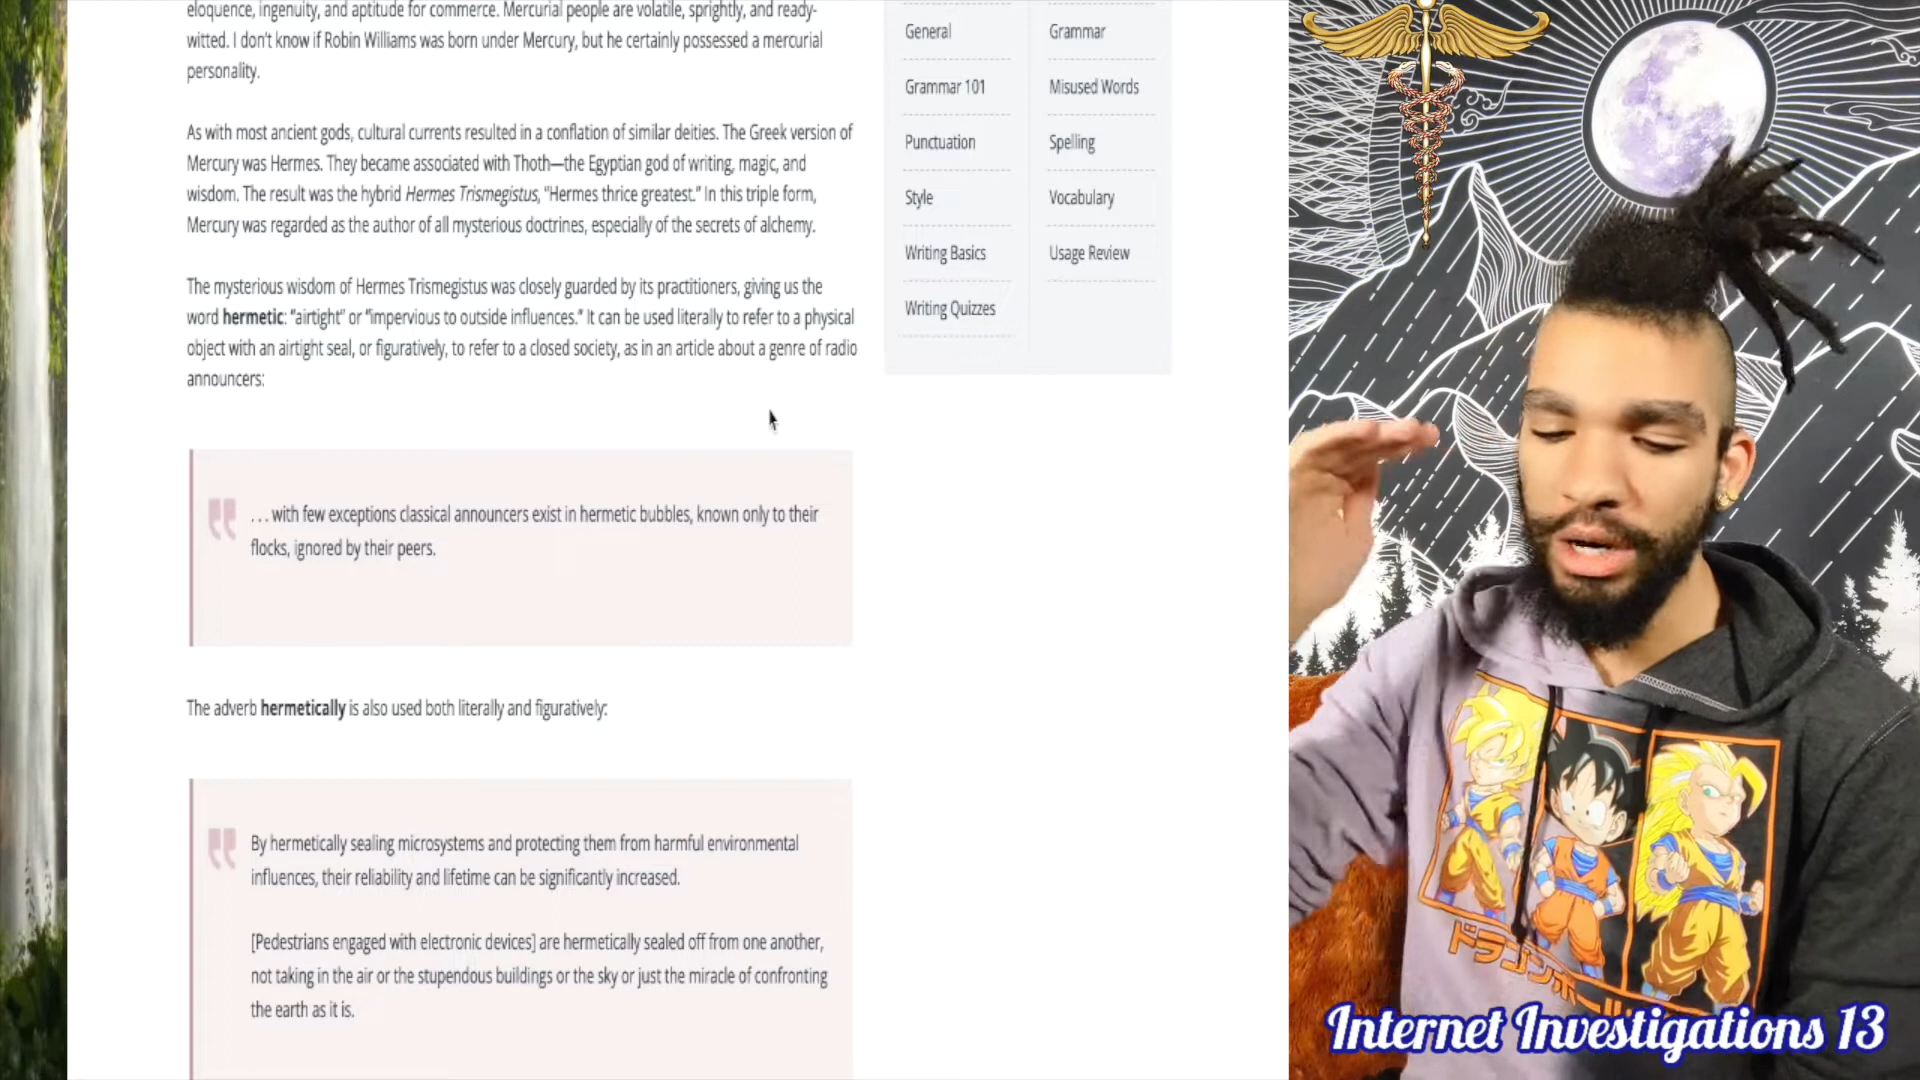 eloquence, ingenuity, and aptitude for commerce. Mercurial people are volatile, sprightly, and ready-
witted. I don't know if Robin Williams was born under Mercury, but he certainly possessed a mercurial
personality.
As with most ancient gods, cultural currents resulted in a conflation of similar deities. The Greek version of
Mercury was Hermes. They became associated with Thoth—the Egyptian god of writing, magic, and
wisdom. The result was the hybrid Hermes Trismegistus, "Hermes thrice greatest." In this triple form,
Mercury was regarded as the author of all mysterious doctrines, especially of the secrets of alchemy.
The mysterious wisdom of Hermes Trismegistus was closely guarded by its practitioners, giving us the
word hermetic: "airtight" or "impervious to outside influences." It can be used literally to refer to a physical
object with an airtight seal, or figuratively, to refer to a closed society, as in an article about a genre of radio
announcers:
. . . with few exceptions classical announcers exist in hermetic bubbles, known only to their
flocks, ignored by their peers.
The adverb hermetically is also used both literally and figuratively:
By hermetically sealing microsystems and protecting them from harmful environmental
influences, their reliability and lifetime can be significantly increased.
[Pedestrians engaged with electronic devices] are hermetically sealed off from one another,
not taking in the air or the stupendous buildings or the sky or just the miracle of confronting
the earth as it is.
General
Grammar
Grammar 101
Misused Words
Punctuation
Spelling
Style
Vocabulary
Writing Basics
Usage Review
Writing Quizzes
ドラゴンボール
Internet Investigations 13